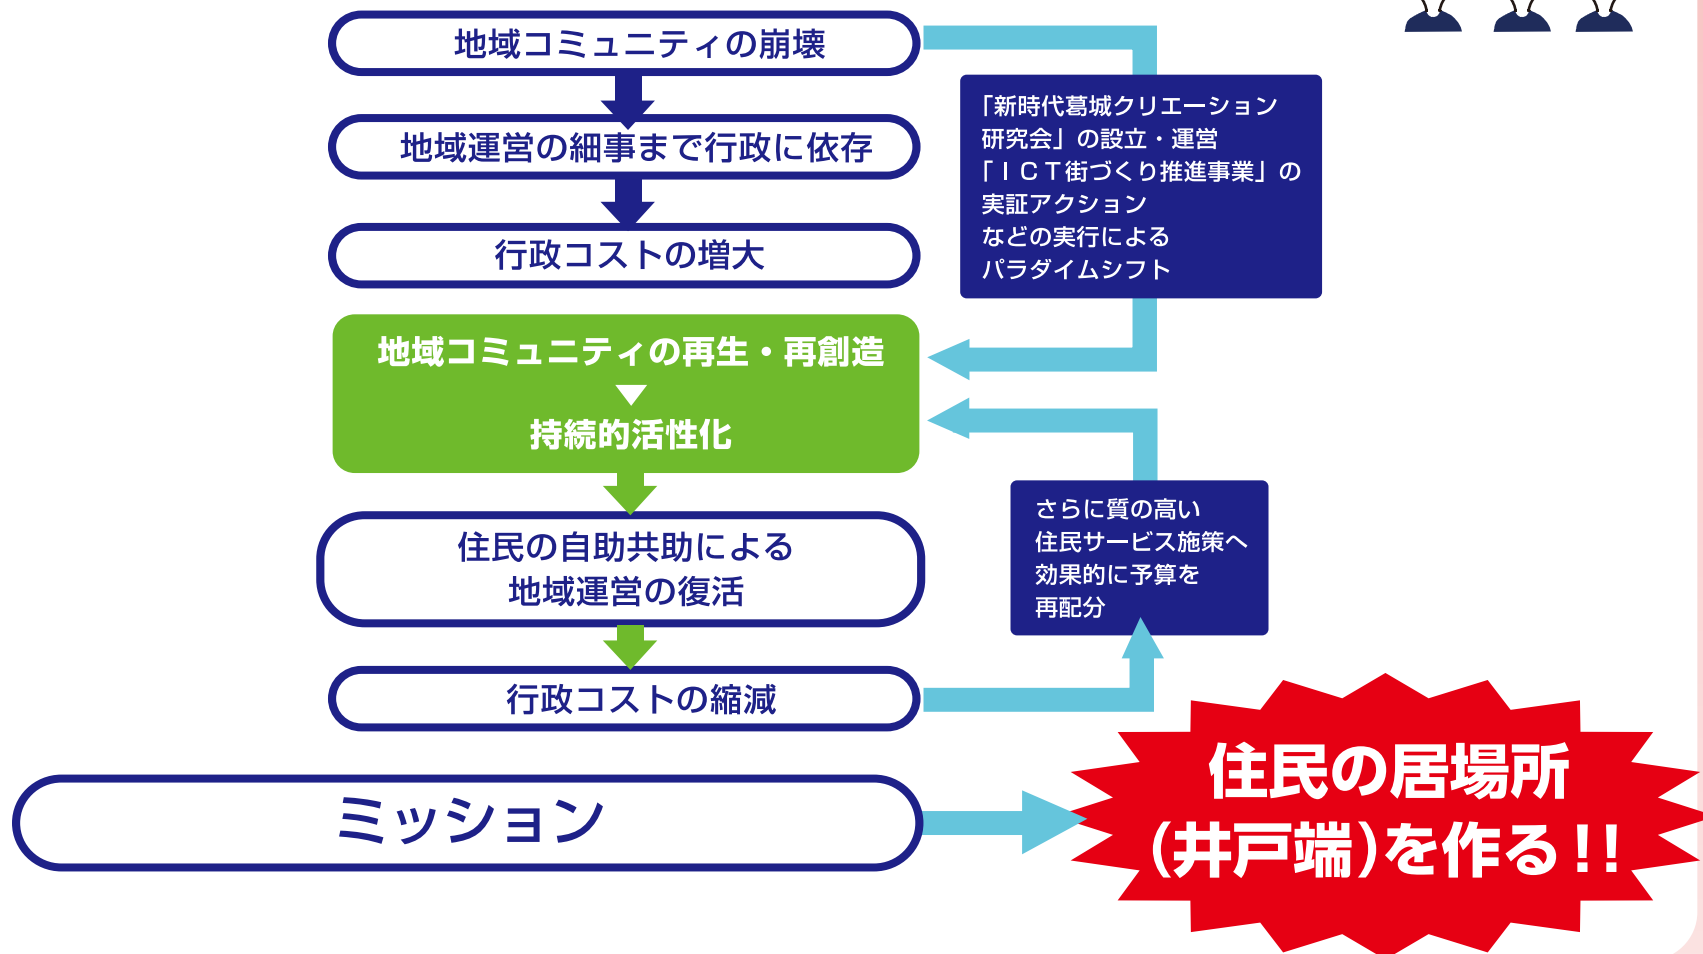 地域コミュニティの崩壊
地域運営の細事まで行政に依存
行政コストの増大
「新時代葛城クリエーション
研究会」の設立・運営
「ＩＣＴ街づくり推進事業」の
実証アクション
などの実行による
パラダイムシフト
地域コミュニティの再生・再創造
持続的活性化
住民の自助共助による
地域運営の復活
行政コストの縮減
さらに質の高い
住民サービス施策へ
効果的に予算を
再配分
ミッション
住民の居場所
(井戸端)を作る!!